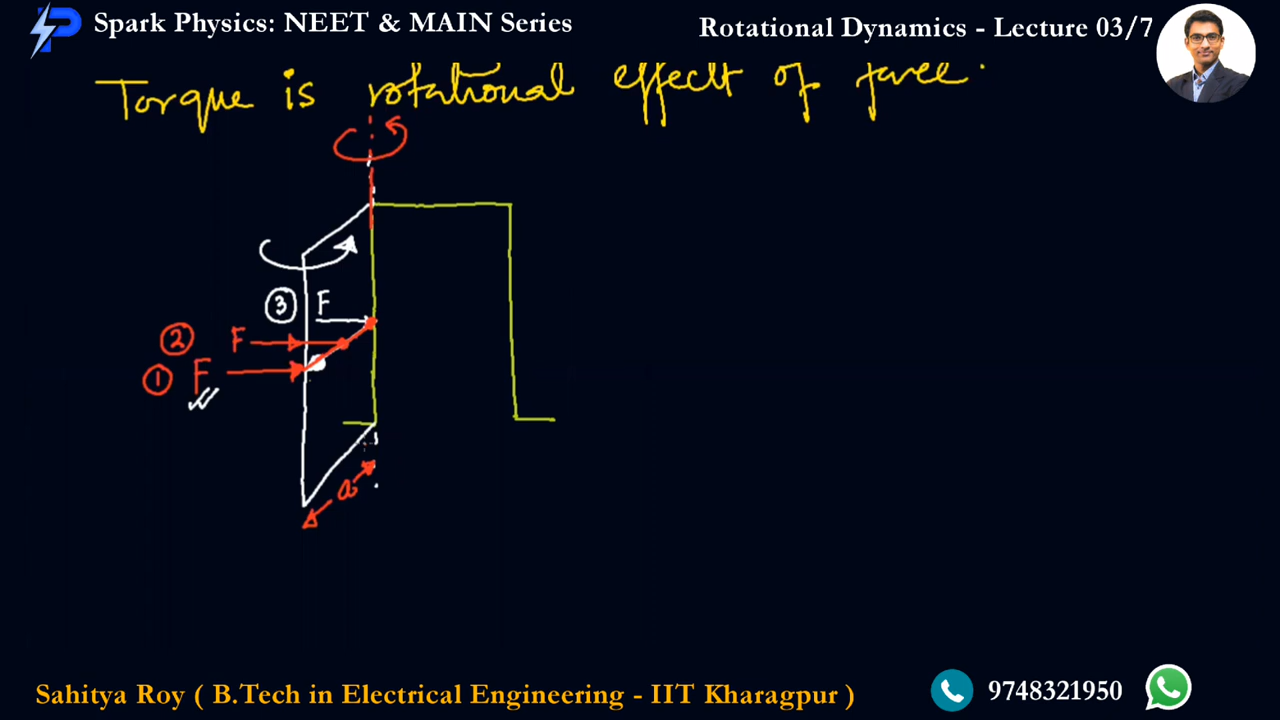 Spark Physics: NEET & MAIN Series
Rotational Dynamics - Lecture 03/7
Torque is rotational effect of force.
③ F
② F
① F
a
Sahitya Roy ( B.Tech in Electrical Engineering - IIT Kharagpur )
9748321950